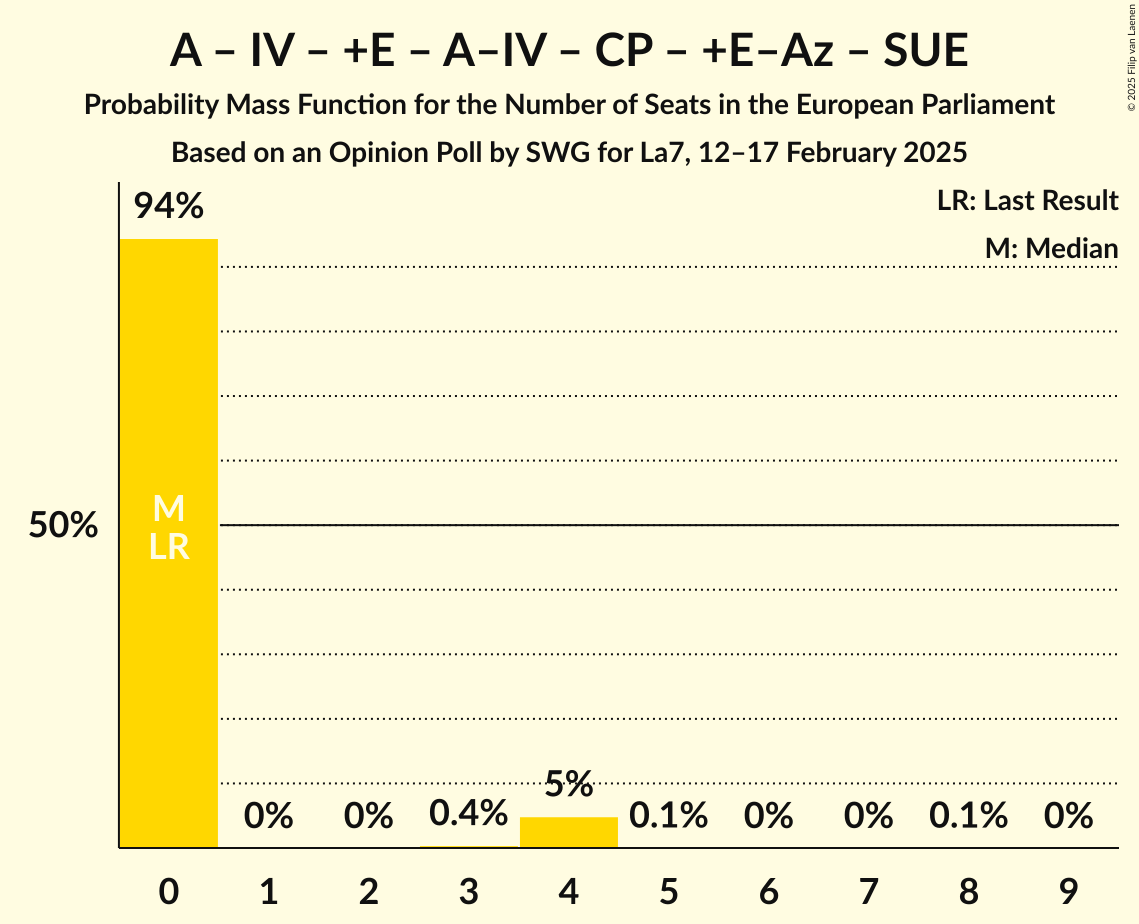 A – IV – +E – A–IV – CP – +E–Az – SUE
Probability Mass Function for the Number of Seats in the European Parliament
Based on an Opinion Poll by SWG for La7, 12–17 February 2025
© 2025 Filip van Laenen
LR: Last Result
M: Median
94%
50%
M
LR
0%
0%
0.4%
5%
0.1%
0%
0%
0.1%
0%
0 1 2 3 4 5 6 7 8 9